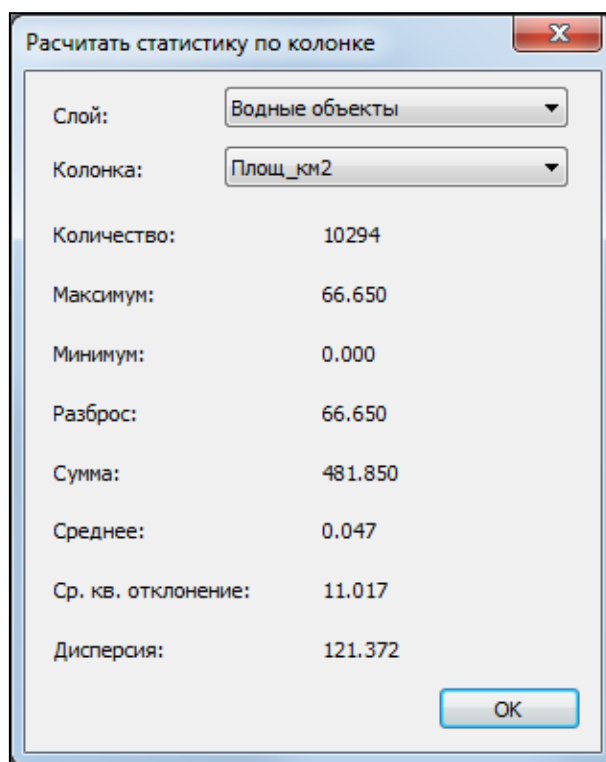 Расчитать статистику по колонке
Слой: Водные объекты
Колонка: Площ_км2
Количество: 10294
Максимум: 66.650
Минимум: 0.000
Разброс: 66.650
Сумма: 481.850
Среднее: 0.047
Ср. кв. отклонение: 11.017
Дисперсия: 121.372
OK